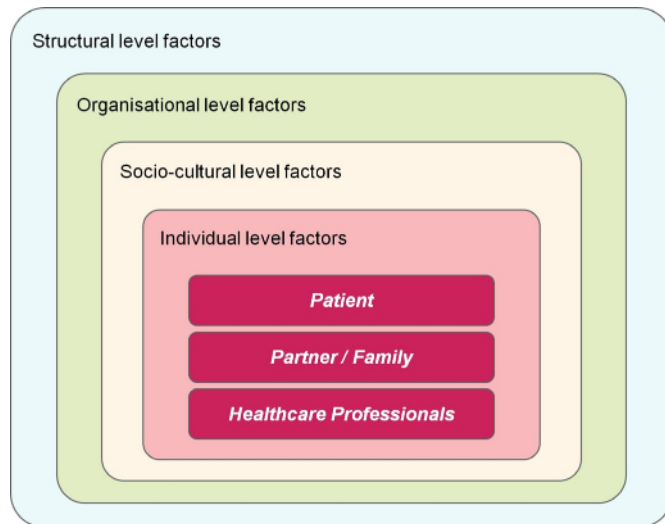 Structural level factors
Organisational level factors
Socio-cultural level factors
Individual level factors
Patient
Partner / Family
Healthcare Professionals